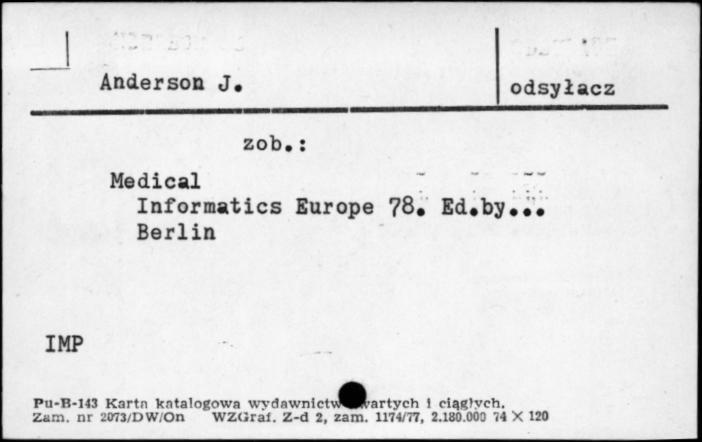 Anderson J.
odsyłacz
zob.:
Medical
Informatics Europe 78. Ed.by...
Berlin
IMP
Pu-B-143 Karta katalogowa wydawnictw wartych i ciągłych.
Zam. nr 2073/DW/On WZGraf. Z-d 2, zam. 1174/77, 2.180.000 74 × 120